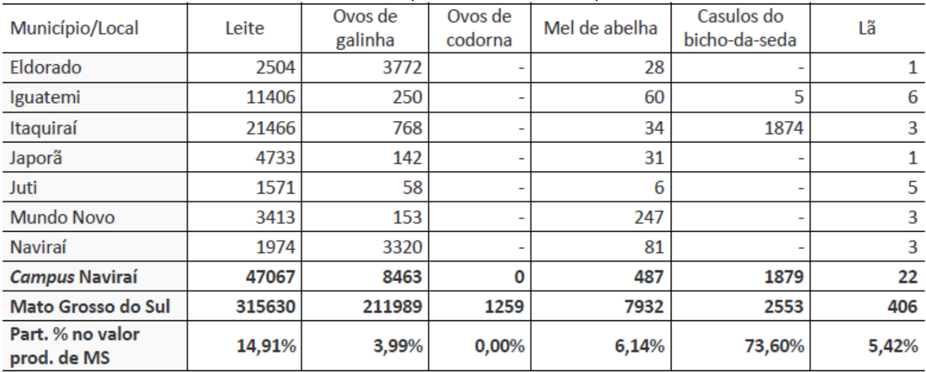 Município/Local Leite Ovos de galinha Ovos de codorna Mel de abelha Casulos do bicho-da-seda Lã
Eldorado 2504 3772 - 28 - 1
Iguatemi 11406 250 - 60 5 6
Itaquiraí 21466 768 - 34 1874 3
Japorã 4733 142 - 31 - 1
Juti 1571 58 - 6 - 5
Mundo Novo 3413 153 - 247 - 3
Naviraí 1974 3320 - 81 - 3
Campus Naviraí 47067 8463 0 487 1879 22
Mato Grosso do Sul 315630 211989 1259 7932 2553 406
Part. % no valor prod. de MS 14,91% 3,99% 0,00% 6,14% 73,60% 5,42%